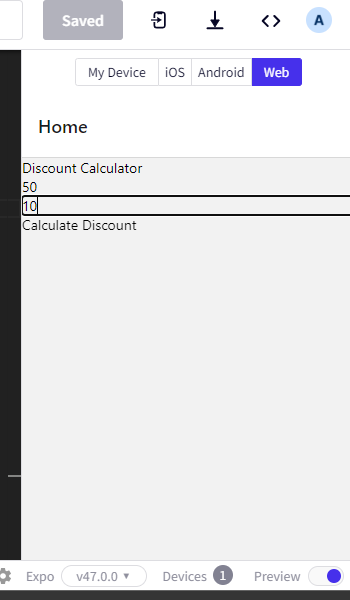 Saved
A
My Device iOS Android Web
Home
Discount Calculator
50
10
Calculate Discount
Expo v47.0.0 Devices 1 Preview